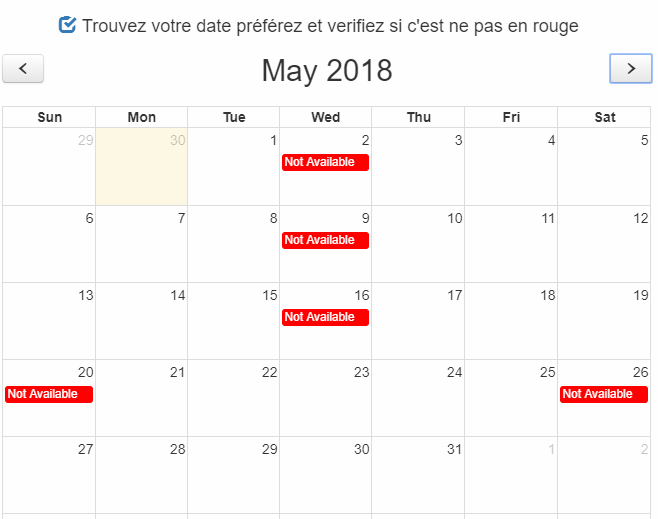 Trouvez votre date préférez et verifiez si c'est ne pas en rouge
May 2018
Sun Mon Tue Wed Thu Fri Sat
29 30 1 2 3 4 5
Not Available
6 7 8 9 10 11 12
Not Available
13 14 15 16 17 18 19
Not Available
20 21 22 23 24 25 26
Not Available Not Available
27 28 29 30 31 1 2